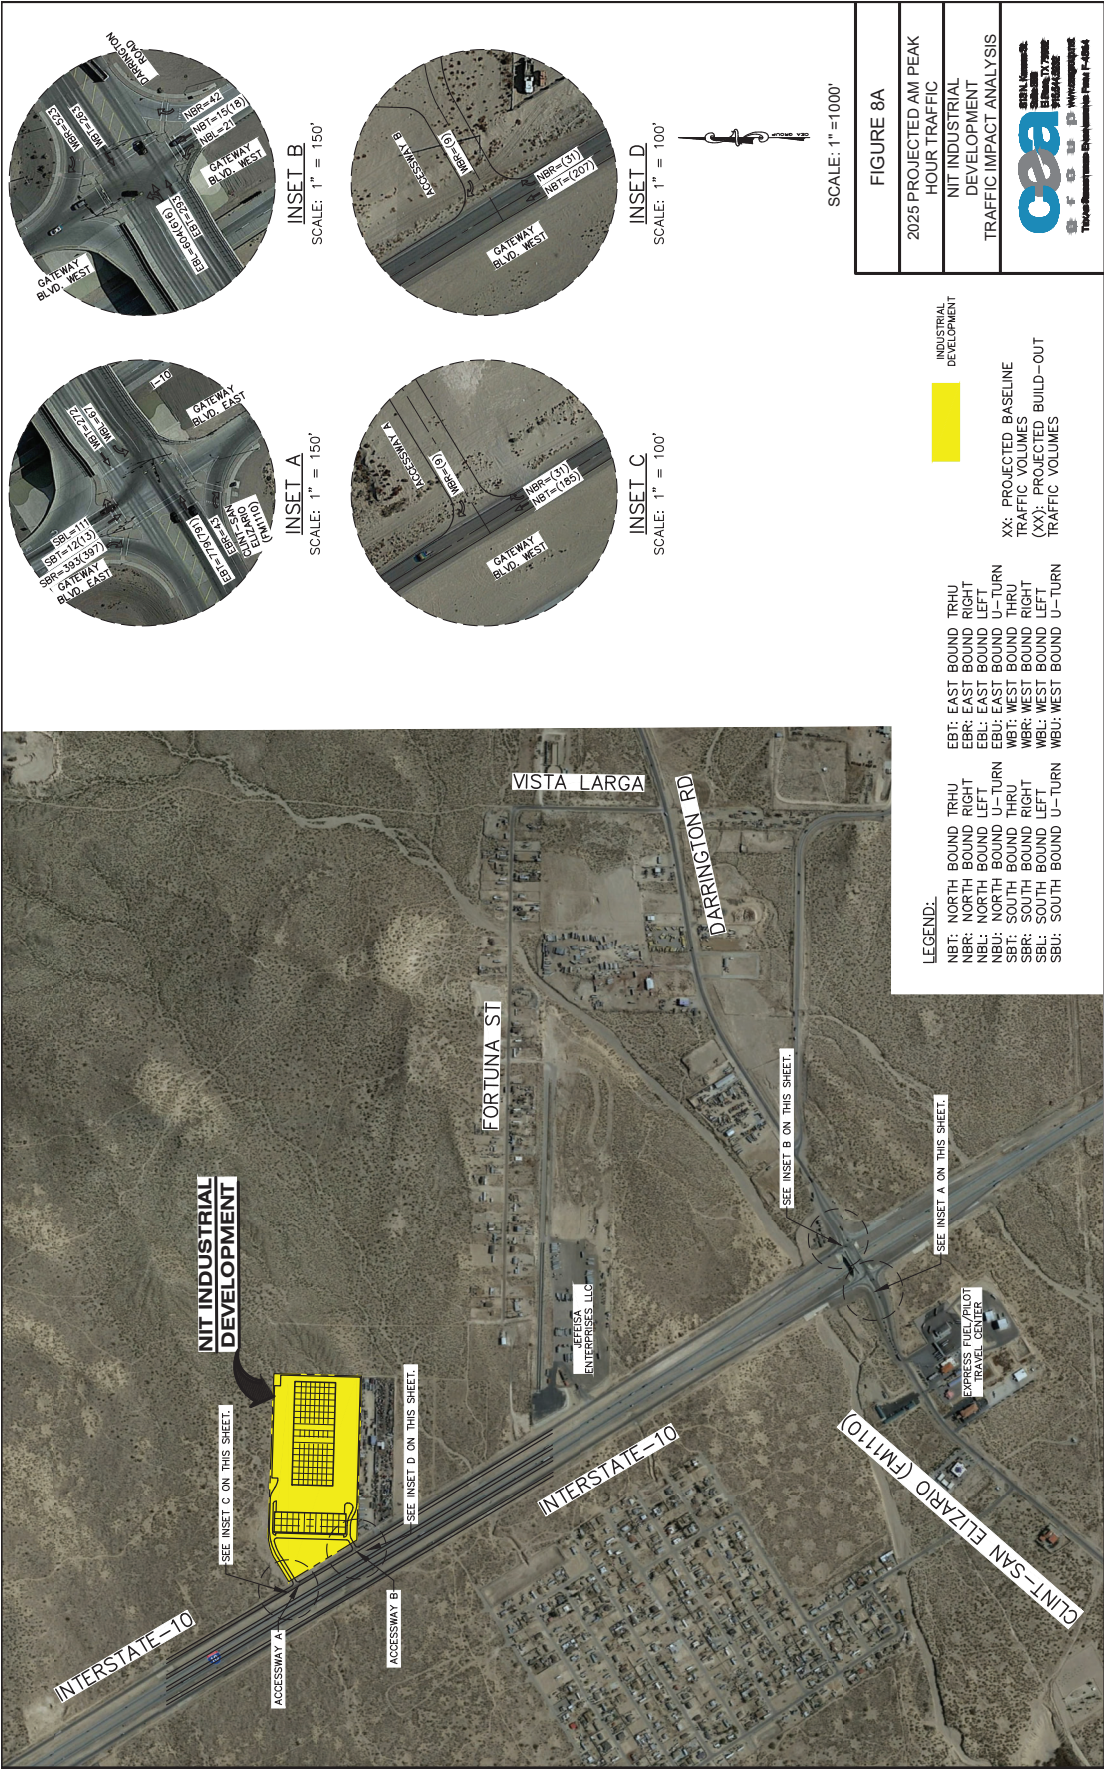 NIT INDUSTRIAL
DEVELOPMENT
SEE INSET C ON THIS SHEET.
SEE INSET D ON THIS SHEET.
INTERSTATE-10
ACCESSWAY A
ACCESSWAY B
FORTUNA ST
VISTA LARGA
DARRINGTON RD
JEFEISA
ENTERPRISES LLC
INTERSTATE-10
SEE INSET B ON THIS SHEET.
SEE INSET A ON THIS SHEET.
EXPRESS FUEL/PILOT
TRAVEL CENTER
CLINT-SAN ELIZARIO (FM1110)
SBL=111
SBT=12(13)
SBR=393(397)
GATEWAY
BLVD. EAST
WBT=272
WBL=67
I-10
GATEWAY
BLVD. EAST
EBT=779(791)
EBR=43
CLINT-SAN
ELIZARIO
(FM1110)
INSET A
SCALE: 1" = 150'
GATEWAY
BLVD. WEST
WBR=523
WBT=263
DARRINGTON
ROAD
NBR=42
NBT=15(18)
NBL=21
GATEWAY
BLVD. WEST
EBL=604(616)
EBT=293
INSET B
SCALE: 1" = 150'
ACCESSWAY A
WBR=(9)
NBR=(31)
NBT=(185)
GATEWAY
BLVD. WEST
INSET C
SCALE: 1" = 100'
ACCESSWAY B
WBR=(9)
NBR=(31)
NBT=(207)
GATEWAY
BLVD. WEST
INSET D
SCALE: 1" = 100'
CEA GROUP
SCALE: 1"=1000'
LEGEND:
NBT: NORTH BOUND TRHU
NBR: NORTH BOUND RIGHT
NBL: NORTH BOUND LEFT
NBU: NORTH BOUND U-TURN
SBT: SOUTH BOUND THRU
SBR: SOUTH BOUND RIGHT
SBL: SOUTH BOUND LEFT
SBU: SOUTH BOUND U-TURN
EBT: EAST BOUND TRHU
EBR: EAST BOUND RIGHT
EBL: EAST BOUND LEFT
EBU: EAST BOUND U-TURN
WBT: WEST BOUND THRU
WBR: WEST BOUND RIGHT
WBL: WEST BOUND LEFT
WBU: WEST BOUND U-TURN
INDUSTRIAL
DEVELOPMENT
XX: PROJECTED BASELINE
TRAFFIC VOLUMES
(XX): PROJECTED BUILD-OUT
TRAFFIC VOLUMES
FIGURE 8A
2025 PROJECTED AM PEAK
HOUR TRAFFIC
NIT INDUSTRIAL
DEVELOPMENT
TRAFFIC IMPACT ANALYSIS
cea
group